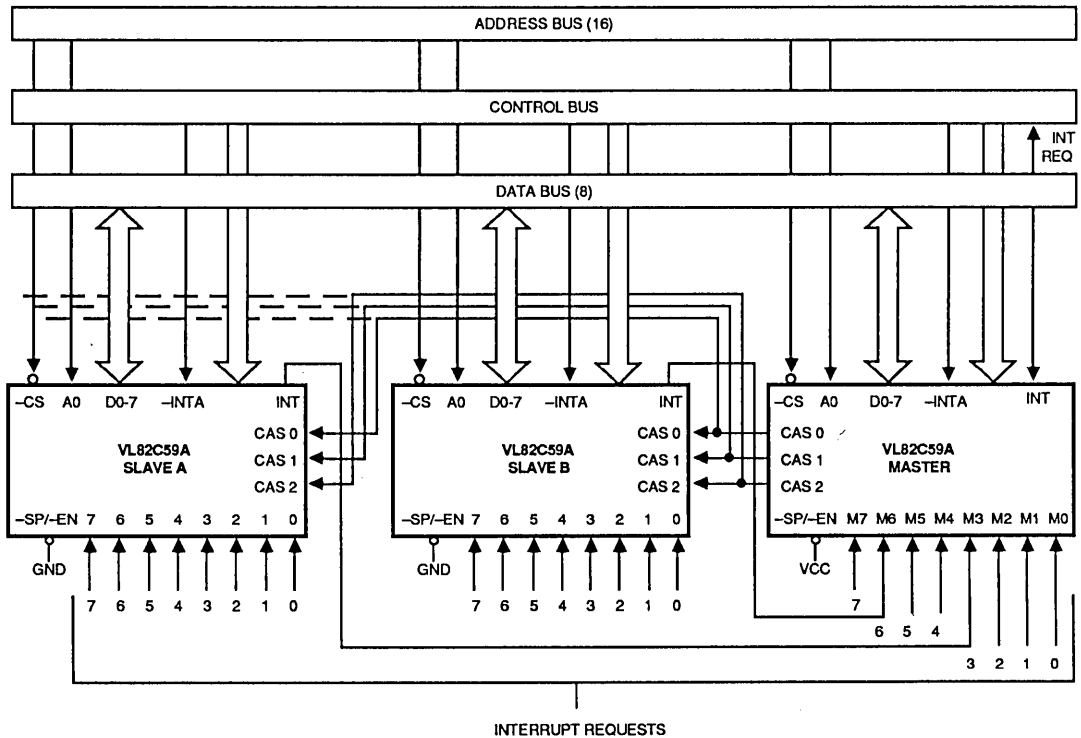 ADDRESS BUS (16)
CONTROL BUS
INT
REQ
DATA BUS (8)
–CS A0 D0-7 –INTA INT
CAS 0
VL82C59A
SLAVE A
CAS 1
CAS 2
–SP/–EN 7 6 5 4 3 2 1 0
GND
7 6 5 4 3 2 1 0
–CS A0 D0-7 –INTA INT
CAS 0
VL82C59A
SLAVE B
CAS 1
CAS 2
–SP/–EN 7 6 5 4 3 2 1 0
GND
7 6 5 4 3 2 1 0
–CS A0 D0-7 –INTA INT
CAS 0
VL82C59A
MASTER
CAS 1
CAS 2
–SP/–EN M7 M6 M5 M4 M3 M2 M1 M0
VCC
7
6 5 4
3 2 1 0
INTERRUPT REQUESTS